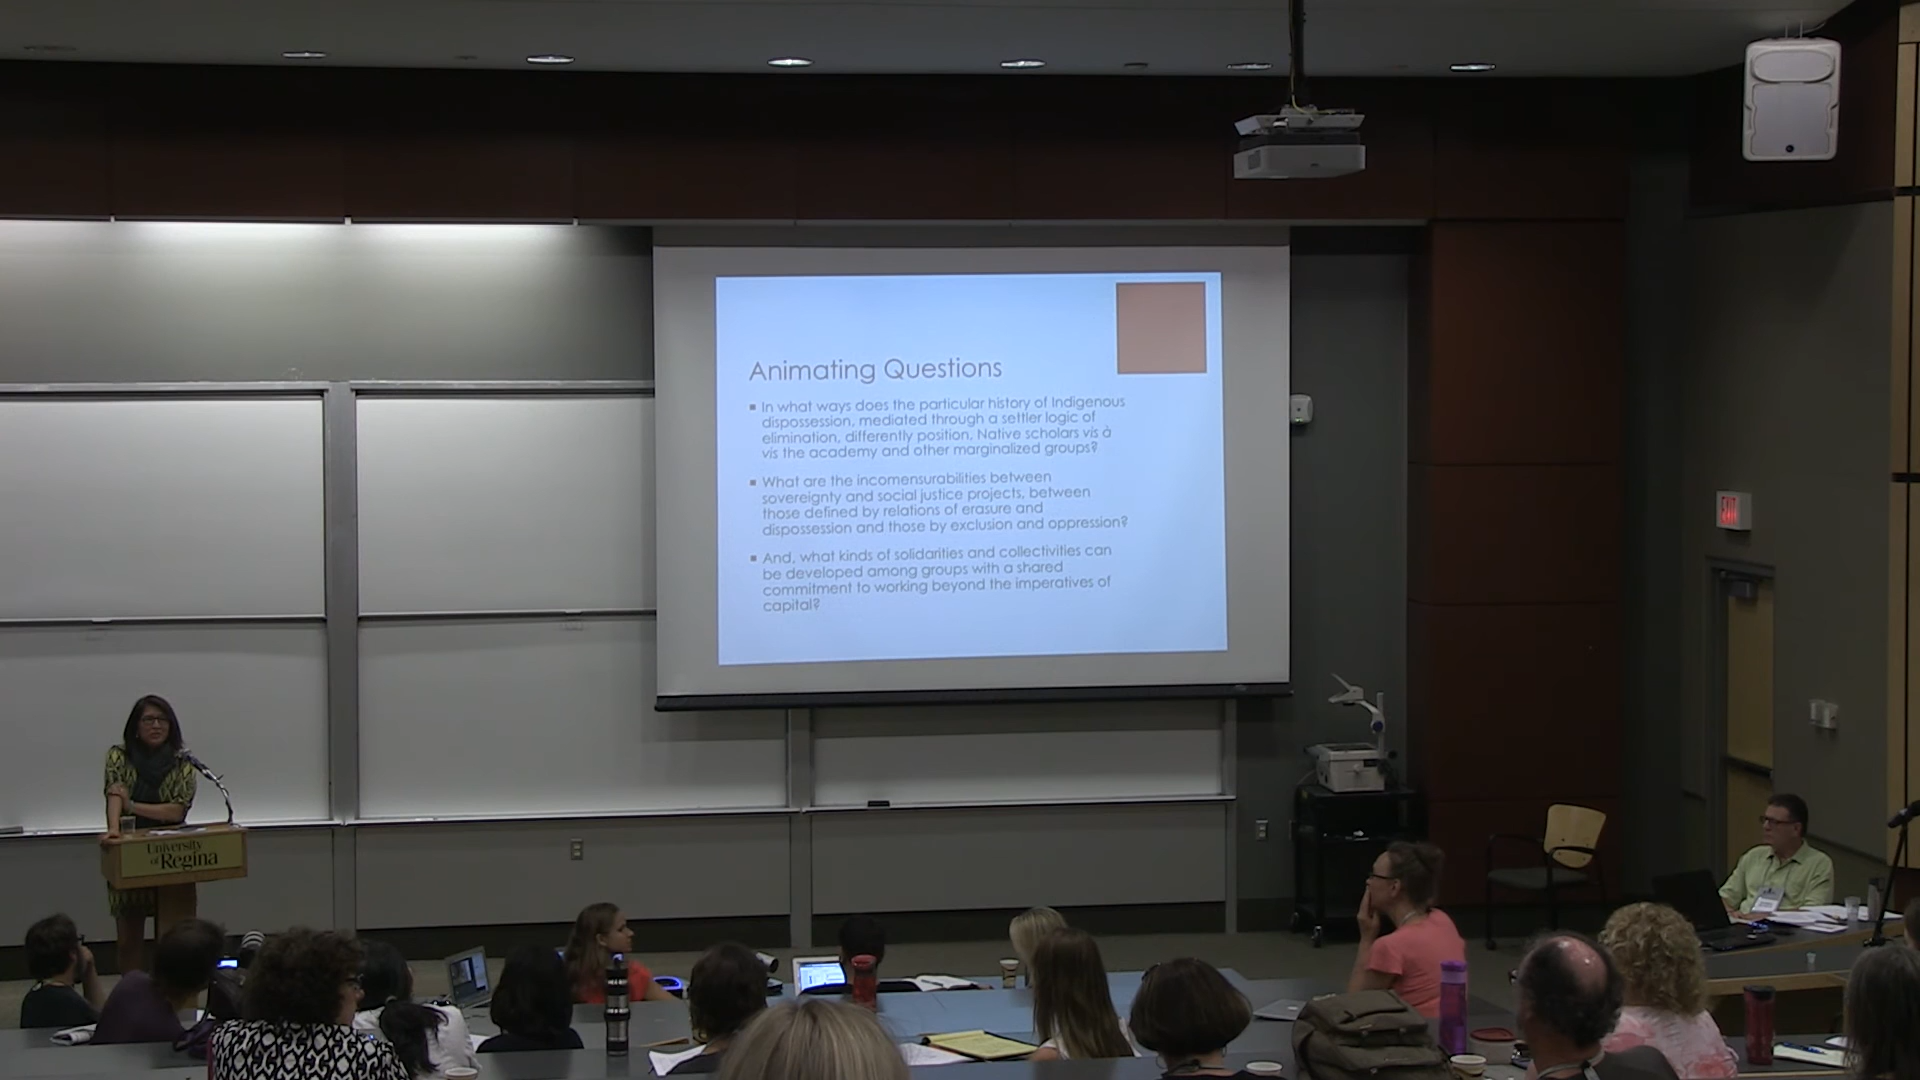 Animating Questions
In what ways does the particular history of Indigenous
dispossession, mediated through a settler logic of
elimination, differently position, Native scholars vis à
vis the academy and other marginalized groups?
What are the incomensurabilities between
sovereignty and social justice projects, between
those defined by relations of erasure and
dispossession and those by exclusion and oppression?
And, what kinds of solidarities and collectivities can
be developed among groups with a shared
commitment to working beyond the imperatives of
capital?
EXIT
University
of Regina